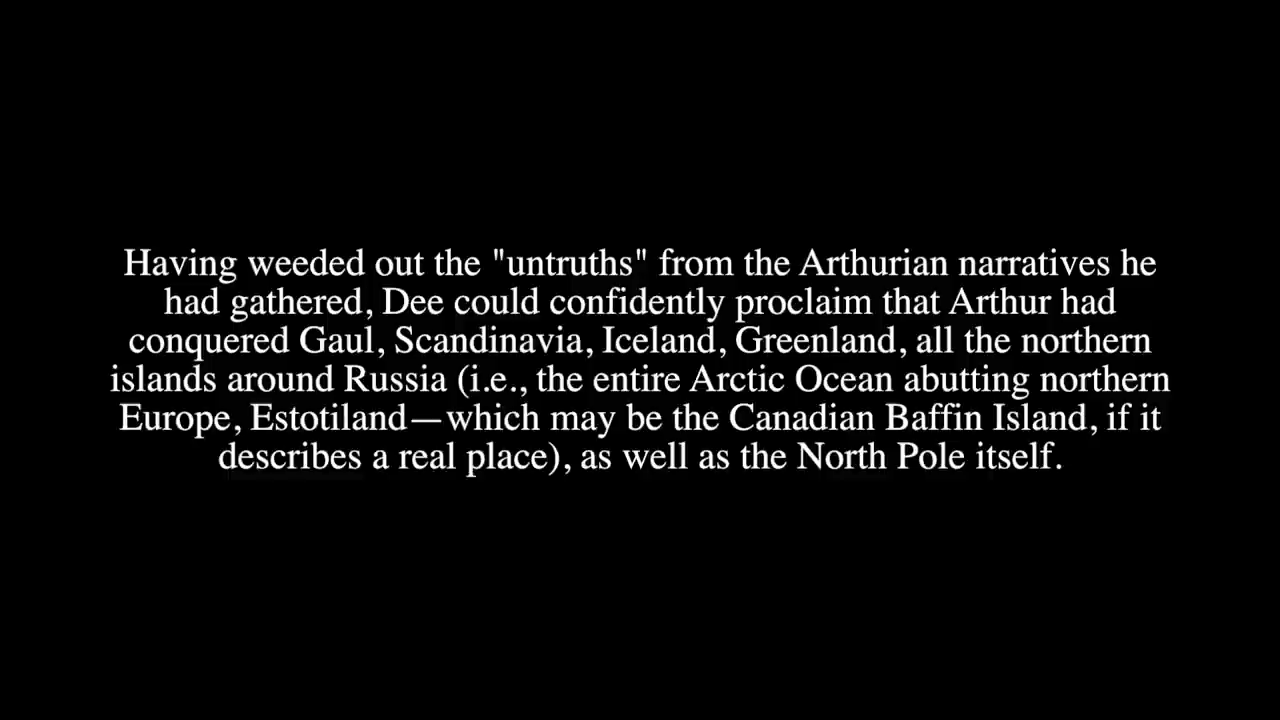 Having weeded out the "untruths" from the Arthurian narratives he
had gathered, Dee could confidently proclaim that Arthur had
conquered Gaul, Scandinavia, Iceland, Greenland, all the northern
islands around Russia (i.e., the entire Arctic Ocean abutting northern
Europe, Estotiland—which may be the Canadian Baffin Island, if it
describes a real place), as well as the North Pole itself.